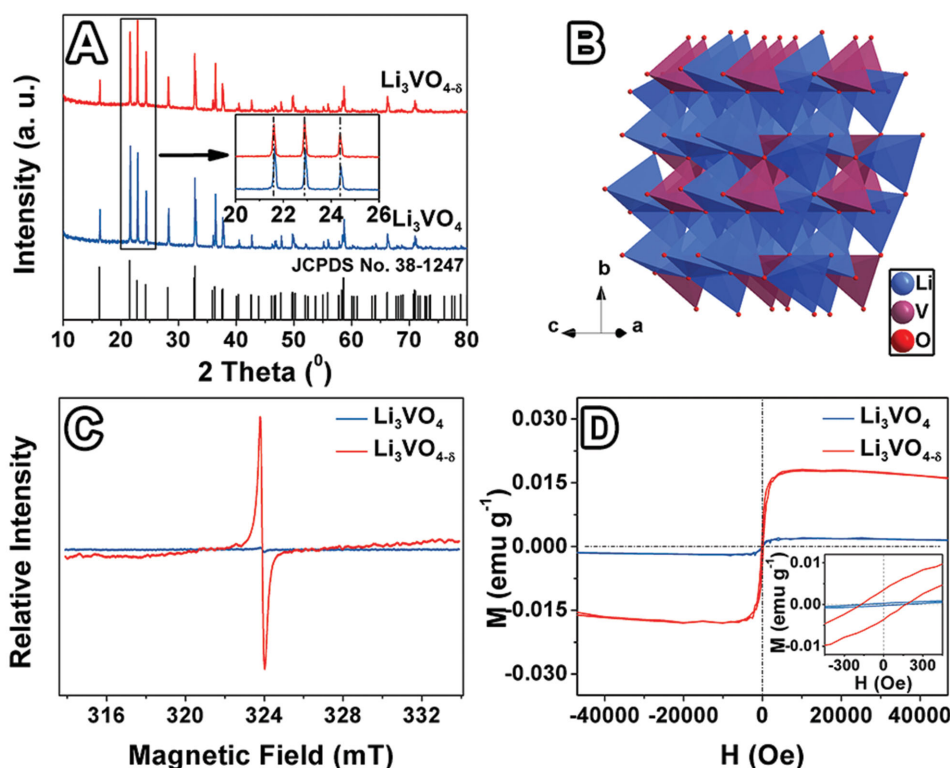 A
Li₃VO₄₋δ
Li₃VO₄
JCPDS No. 38-1247
Intensity (a. u.)
20 22 24 26
10 20 30 40 50 60 70 80
2 Theta (⁰)
B
b
c a
Li
V
O
C
Li₃VO₄
Li₃VO₄₋δ
Relative Intensity
316 320 324 328 332
Magnetic Field (mT)
D
Li₃VO₄
Li₃VO₄₋δ
M (emu g⁻¹)
0.030
0.015
0.000
-0.015
-0.030
-40000 -20000 0 20000 40000
H (Oe)
M (emu g⁻¹)
0.01
0.00
-0.01
-300 0 300
H (Oe)